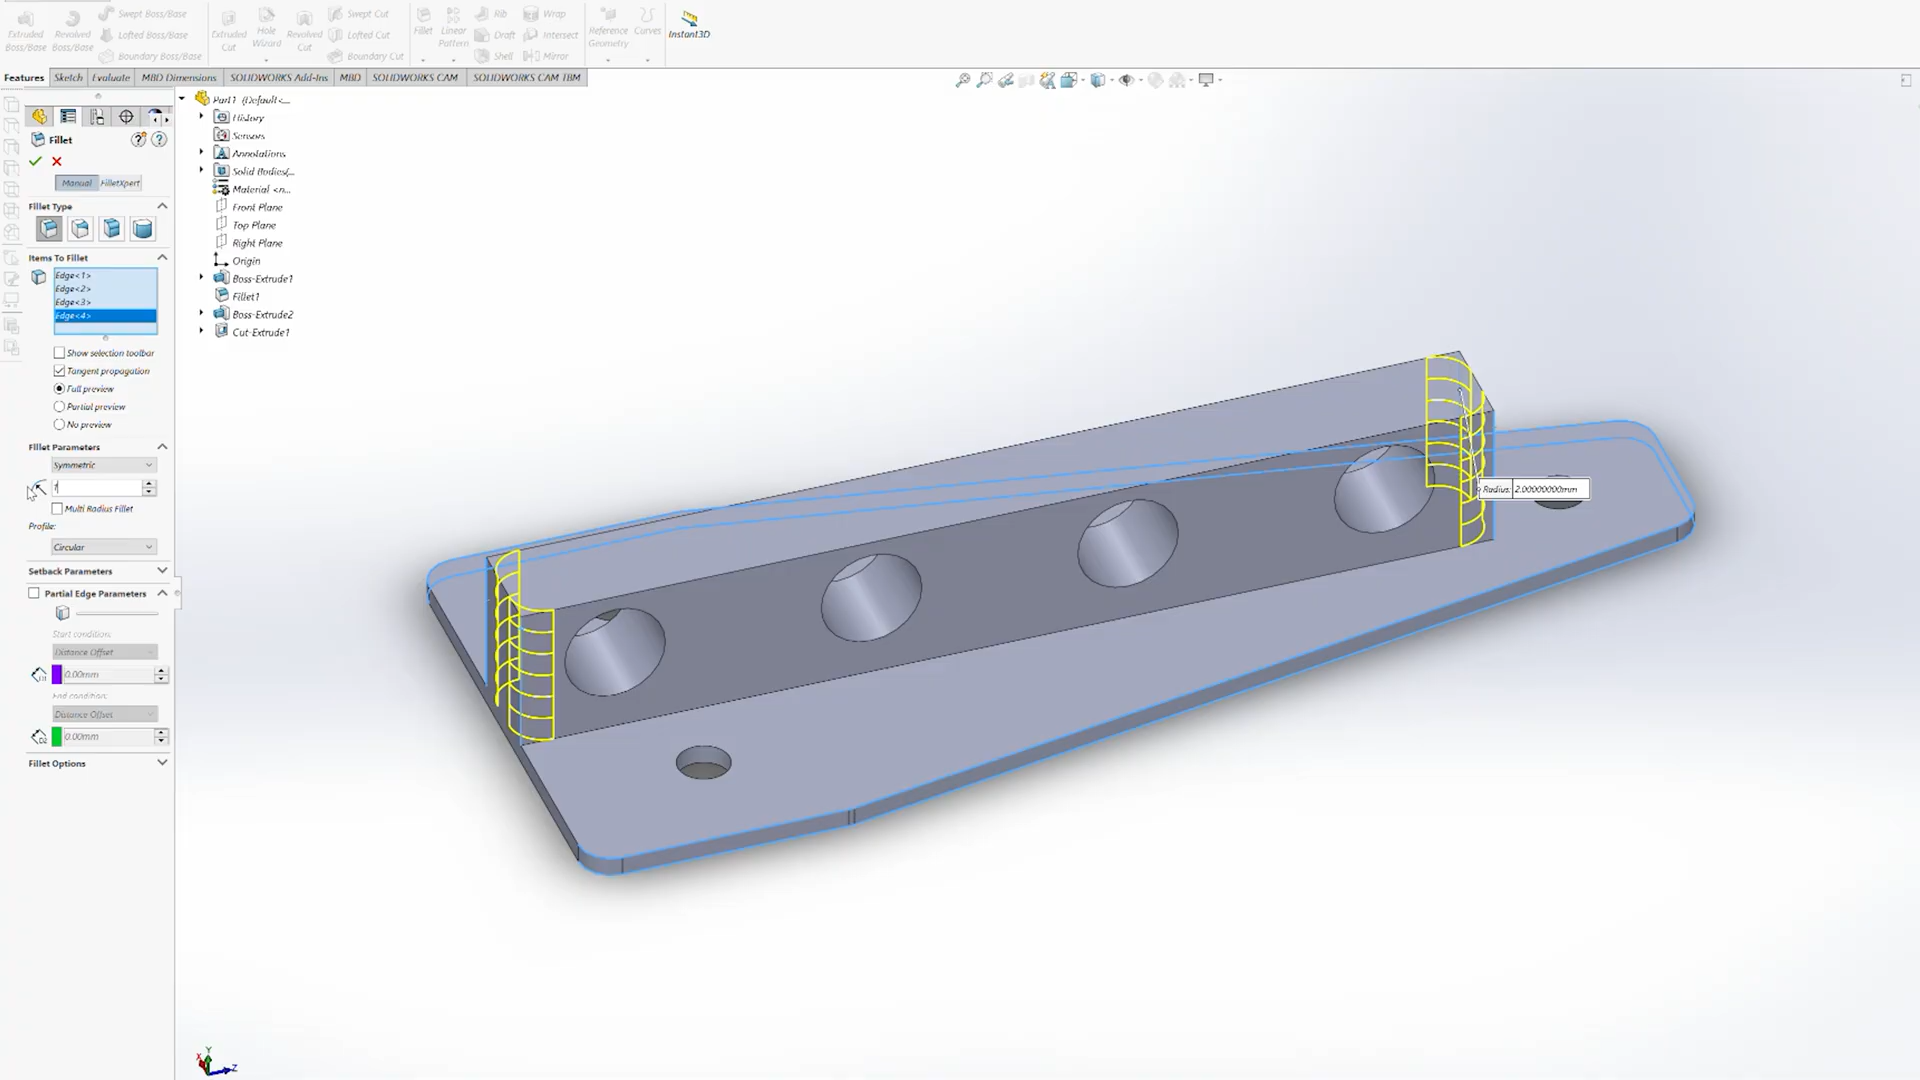 Extruded Boss/Base
Revolved Boss/Base
Swept Boss/Base
Lofted Boss/Base
Boundary Boss/Base
Extruded Cut
Hole Wizard
Revolved Cut
Swept Cut
Lofted Cut
Boundary Cut
Fillet
Linear Pattern
Rib
Draft
Shell
Wrap
Intersect
Mirror
Reference Geometry
Curves
Instant3D
Features
Sketch
Evaluate
MBD Dimensions
SOLIDWORKS Add-Ins
MBD
SOLIDWORKS CAM
SOLIDWORKS CAM TBM
Fillet
Manual
FilletXpert
Fillet Type
Items To Fillet
Edge<1>
Edge<2>
Edge<3>
Edge<4>
Show selection toolbar
Tangent propagation
Full preview
Partial preview
No preview
Fillet Parameters
Symmetric
Multi Radius Fillet
Profile:
Circular
Setback Parameters
Partial Edge Parameters
Start condition:
Distance Offset
0.00mm
End condition:
Distance Offset
0.00mm
Fillet Options
Part1 (Default<...
History
Sensors
Annotations
Solid Bodies(...
Material <n...
Front Plane
Top Plane
Right Plane
Origin
Boss-Extrude1
Fillet1
Boss-Extrude2
Cut-Extrude1
Radius: 2.00000000mm
Y
X
Z